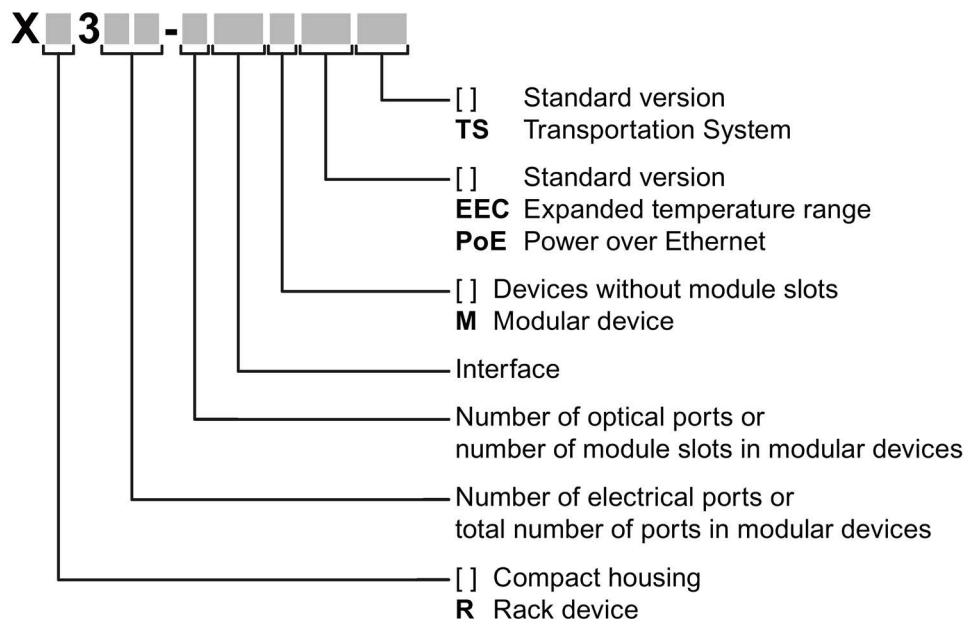 X 3 -
[ ] Standard version
TS Transportation System
[ ] Standard version
EEC Expanded temperature range
PoE Power over Ethernet
[ ] Devices without module slots
M Modular device
Interface
Number of optical ports or
number of module slots in modular devices
Number of electrical ports or
total number of ports in modular devices
[ ] Compact housing
R Rack device